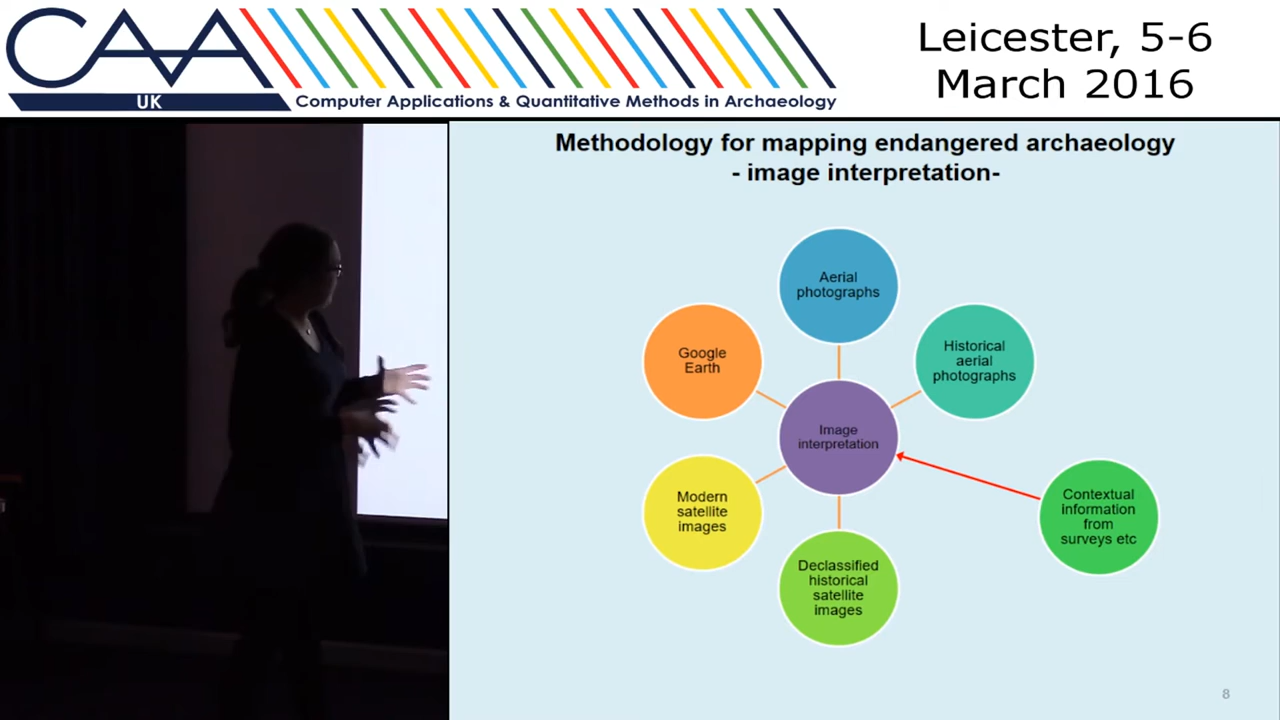 CAA
UK
Computer Applications & Quantitative Methods in Archaeology
Leicester, 5-6
March 2016
Methodology for mapping endangered archaeology
- image interpretation-
Aerial
photographs
Google
Earth
Historical
aerial
photographs
Image
interpretation
Modern
satellite
images
Contextual
information
from
surveys etc
Declassified
historical
satellite
images
8